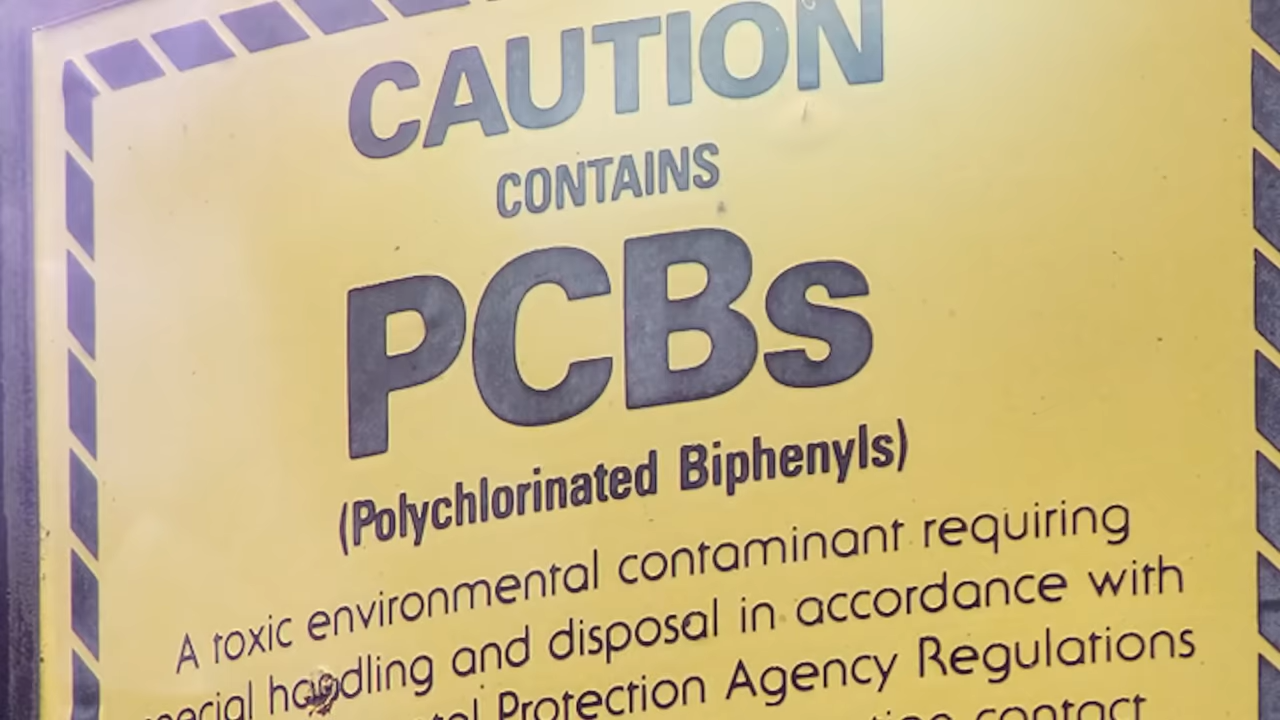 CAUTION
CONTAINS
PCBs
(Polychlorinated Biphenyls)
A toxic environmental contaminant requiring
handling and disposal in accordance with
Protection Agency Regulations
contact